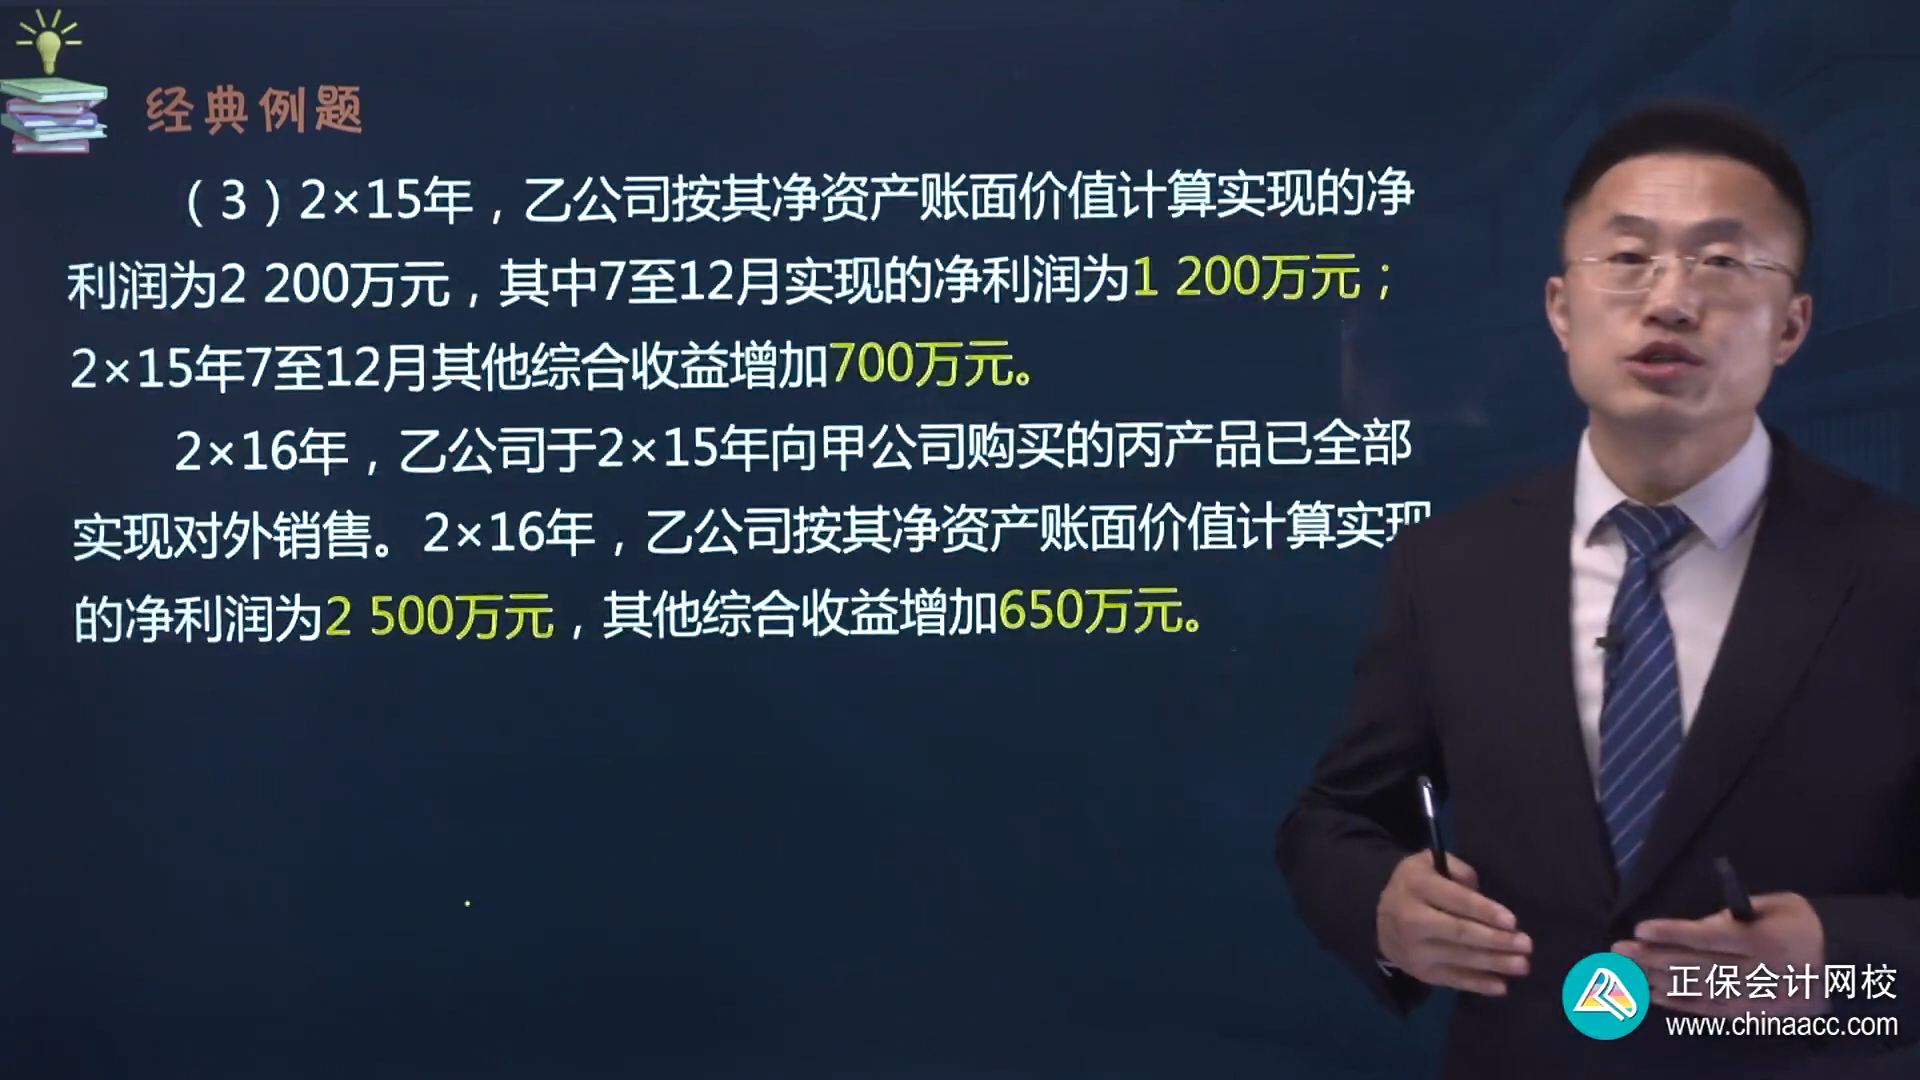 经典例题
（3）2×15年，乙公司按其净资产账面价值计算实现的净
利润为2 200万元，其中7至12月实现的净利润为1 200万元；
2×15年7至12月其他综合收益增加700万元。
2×16年，乙公司于2×15年向甲公司购买的丙产品已全部
实现对外销售。2×16年，乙公司按其净资产账面价值计算实现
的净利润为2 500万元，其他综合收益增加650万元。
正保会计网校
www.chinaacc.com